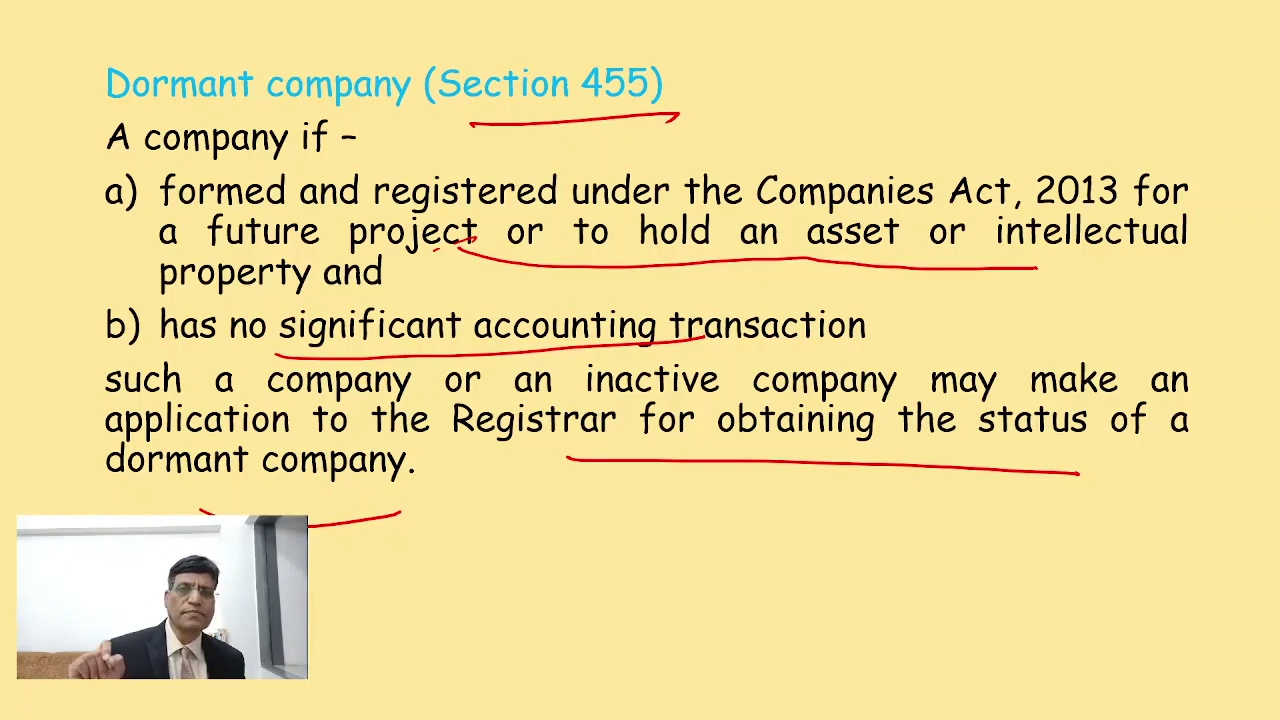 Dormant company (Section 455)
A company if –
a) formed and registered under the Companies Act, 2013 for
a future project or to hold an asset or intellectual
property and
b) has no significant accounting transaction
such a company or an inactive company may make an
application to the Registrar for obtaining the status of a
dormant company.